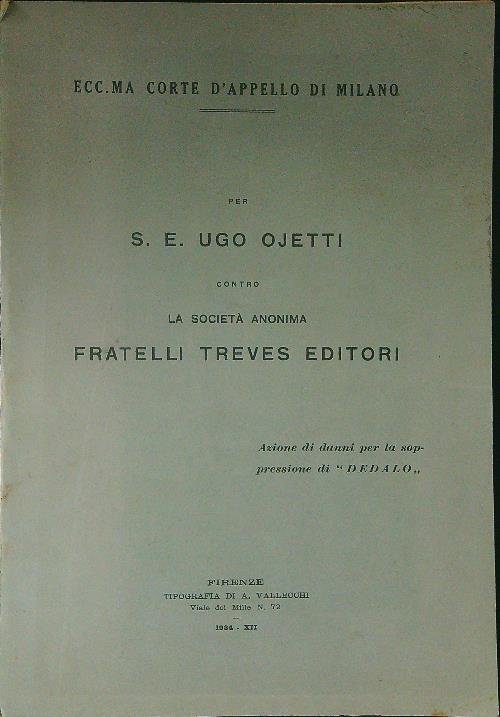 ECC.MA CORTE D'APPELLO DI MILANO
PER
S. E. UGO OJETTI
CONTRO
LA SOCIETÀ ANONIMA
FRATELLI TREVES EDITORI
Azione di danni per la sop-
pressione di "DEDALO„
FIRENZE
TIPOGRAFIA DI A. VALLECCHI
Viale dei Mille N. 72
1934 - XII